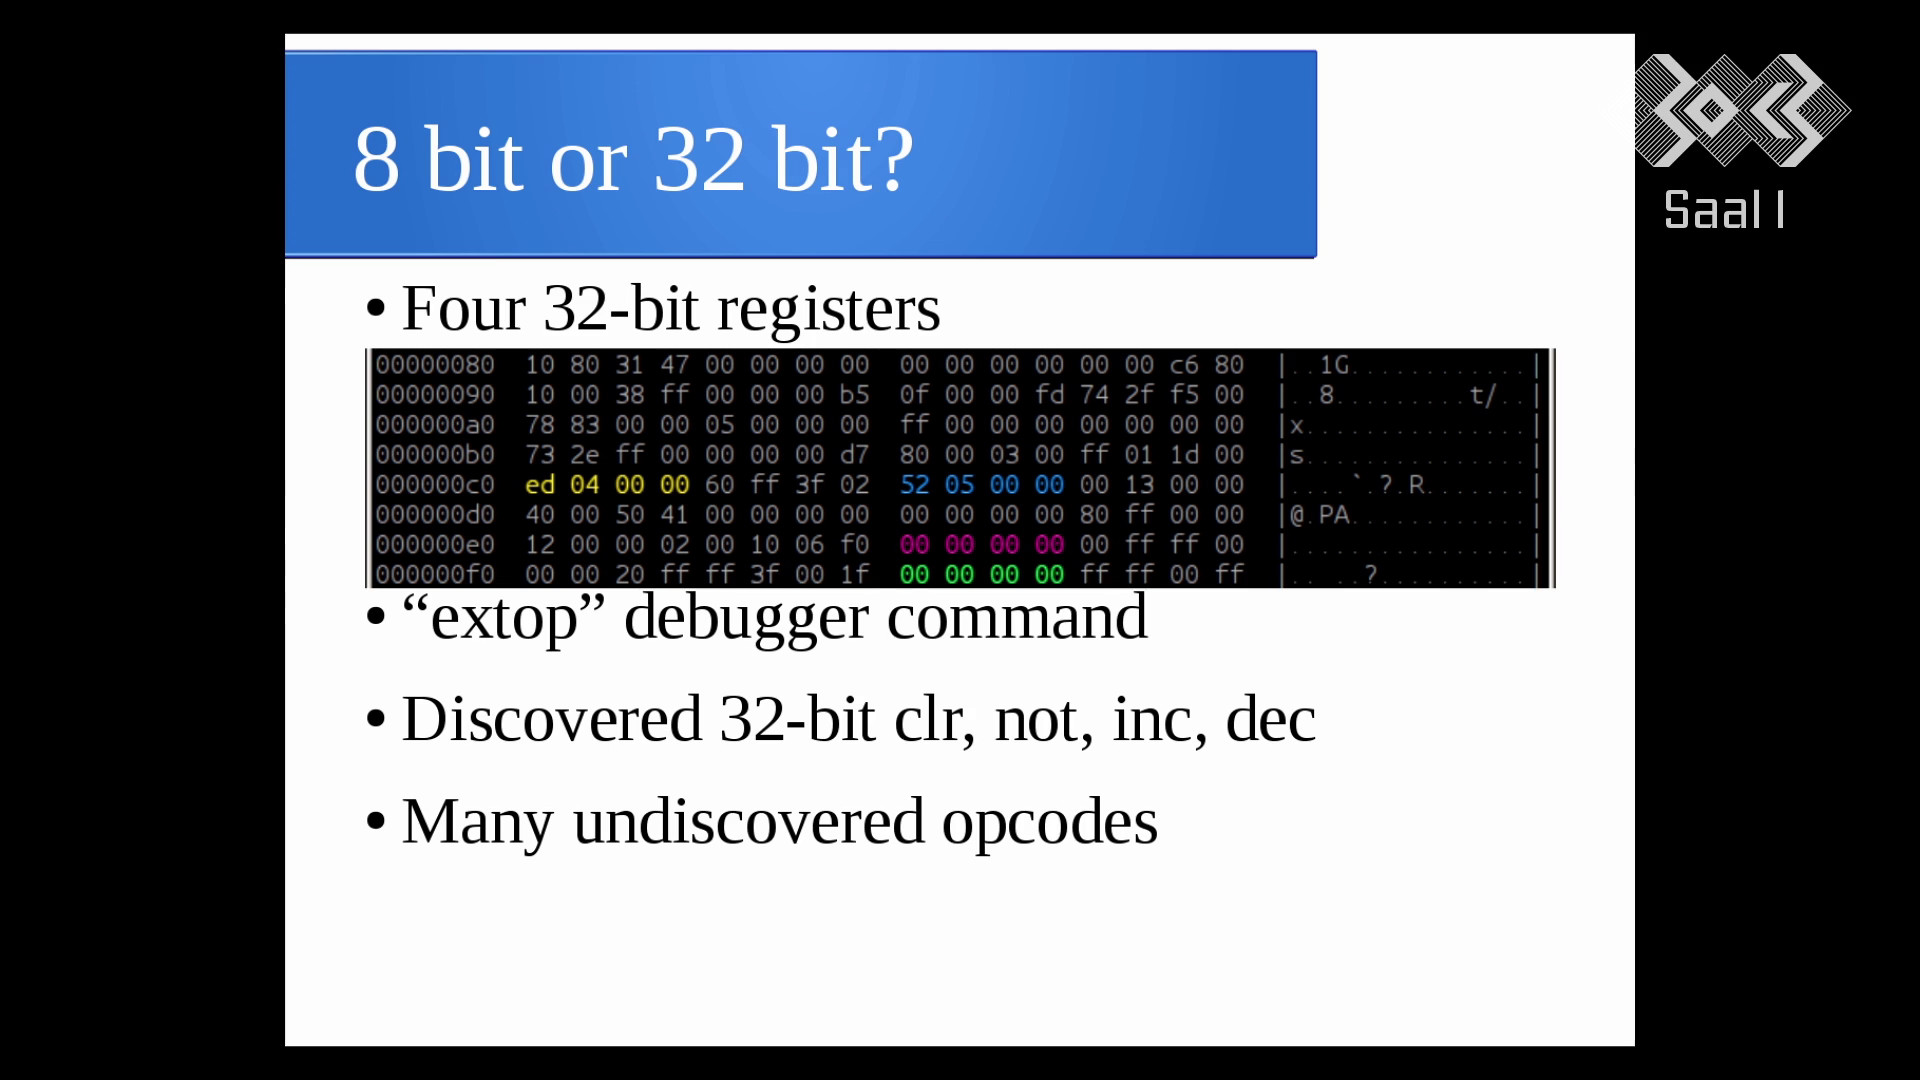 8 bit or 32 bit?
Saal 1
• Four 32-bit registers
00000080 10 80 31 47 00 00 00 00 00 00 00 00 00 00 c6 80 |..1G............|
00000090 10 00 38 ff 00 00 00 b5 0f 00 00 fd 74 2f f5 00 |..8.........t/..|
000000a0 78 83 00 00 05 00 00 00 ff 00 00 00 00 00 00 00 |x...............|
000000b0 73 2e ff 00 00 00 00 d7 80 00 03 00 ff 01 1d 00 |s...............|
000000c0 ed 04 00 00 60 ff 3f 02 52 05 00 00 00 13 00 00 |....`.?.R.......|
000000d0 40 00 50 41 00 00 00 00 00 00 00 00 80 ff 00 00 |@.PA............|
000000e0 12 00 00 02 00 10 06 f0 00 00 00 00 00 ff ff 00 |................|
000000f0 00 00 20 ff ff 3f 00 1f 00 00 00 00 ff ff 00 ff |.. ..?..........|
• “extop” debugger command
• Discovered 32-bit clr, not, inc, dec
• Many undiscovered opcodes